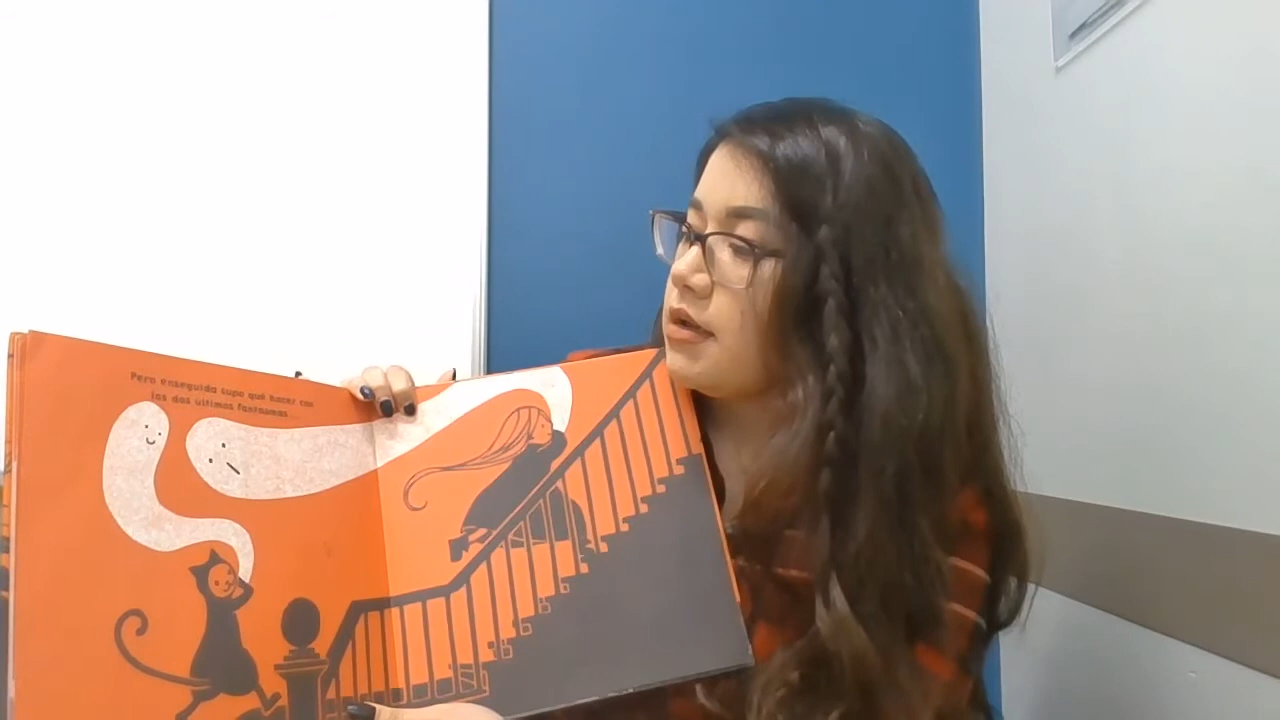 Pero enseguida supo qué hacer con
los dos últimos fantasmas...